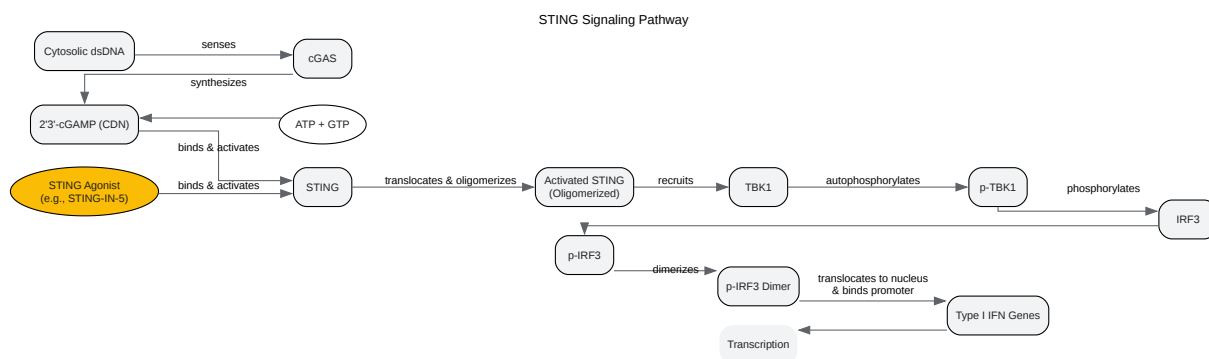 STING Signaling Pathway
Cytosolic dsDNA
senses
cGAS
synthesizes
2'3'-cGAMP (CDN)
ATP + GTP
binds & activates
STING Agonist
(e.g., STING-IN-5)
binds & activates
STING
translocates & oligomerizes
Activated STING
(Oligomerized)
recruits
TBK1
autophosphorylates
p-TBK1
phosphorylates
IRF3
p-IRF3
dimerizes
p-IRF3 Dimer
translocates to nucleus
& binds promoter
Type I IFN Genes
Transcription